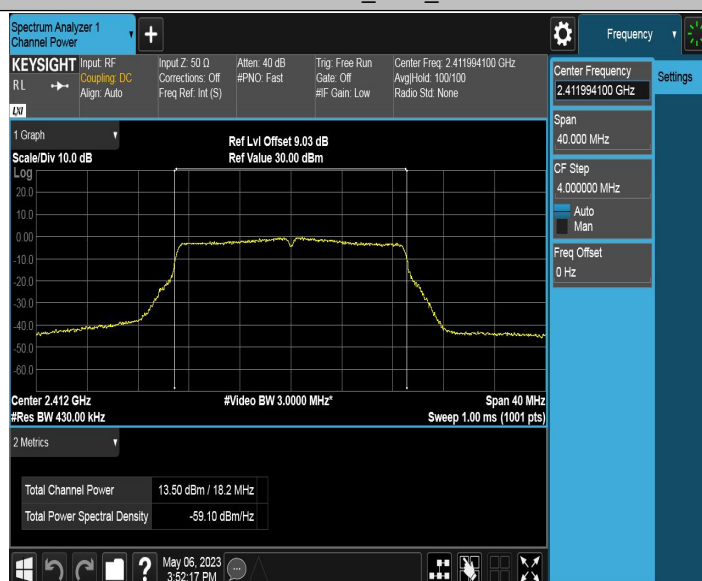 Spectrum Analyzer 1
Channel Power
Frequency
KEYSIGHT
RL
LXI
Input: RF
Coupling: DC
Align: Auto
Input Z: 50 Ω
Corrections: Off
Freq Ref: Int (S)
Atten: 40 dB
#PNO: Fast
Trig: Free Run
Gate: Off
#IF Gain: Low
Center Freq: 2.411994100 GHz
Avg|Hold: 100/100
Radio Std: None
Center Frequency
2.411994100 GHz
Settings
Span
40.000 MHz
CF Step
4.000000 MHz
Auto
Man
Freq Offset
0 Hz
1 Graph
Scale/Div 10.0 dB
Ref Lvl Offset 9.03 dB
Ref Value 30.00 dBm
Log
20.0
10.0
0.00
-10.0
-20.0
-30.0
-40.0
-50.0
-60.0
Center 2.412 GHz
#Res BW 430.00 kHz
#Video BW 3.0000 MHz*
Span 40 MHz
Sweep 1.00 ms (1001 pts)
2 Metrics
Total Channel Power 13.50 dBm / 18.2 MHz
Total Power Spectral Density -59.10 dBm/Hz
?
May 06, 2023
3:52:17 PM